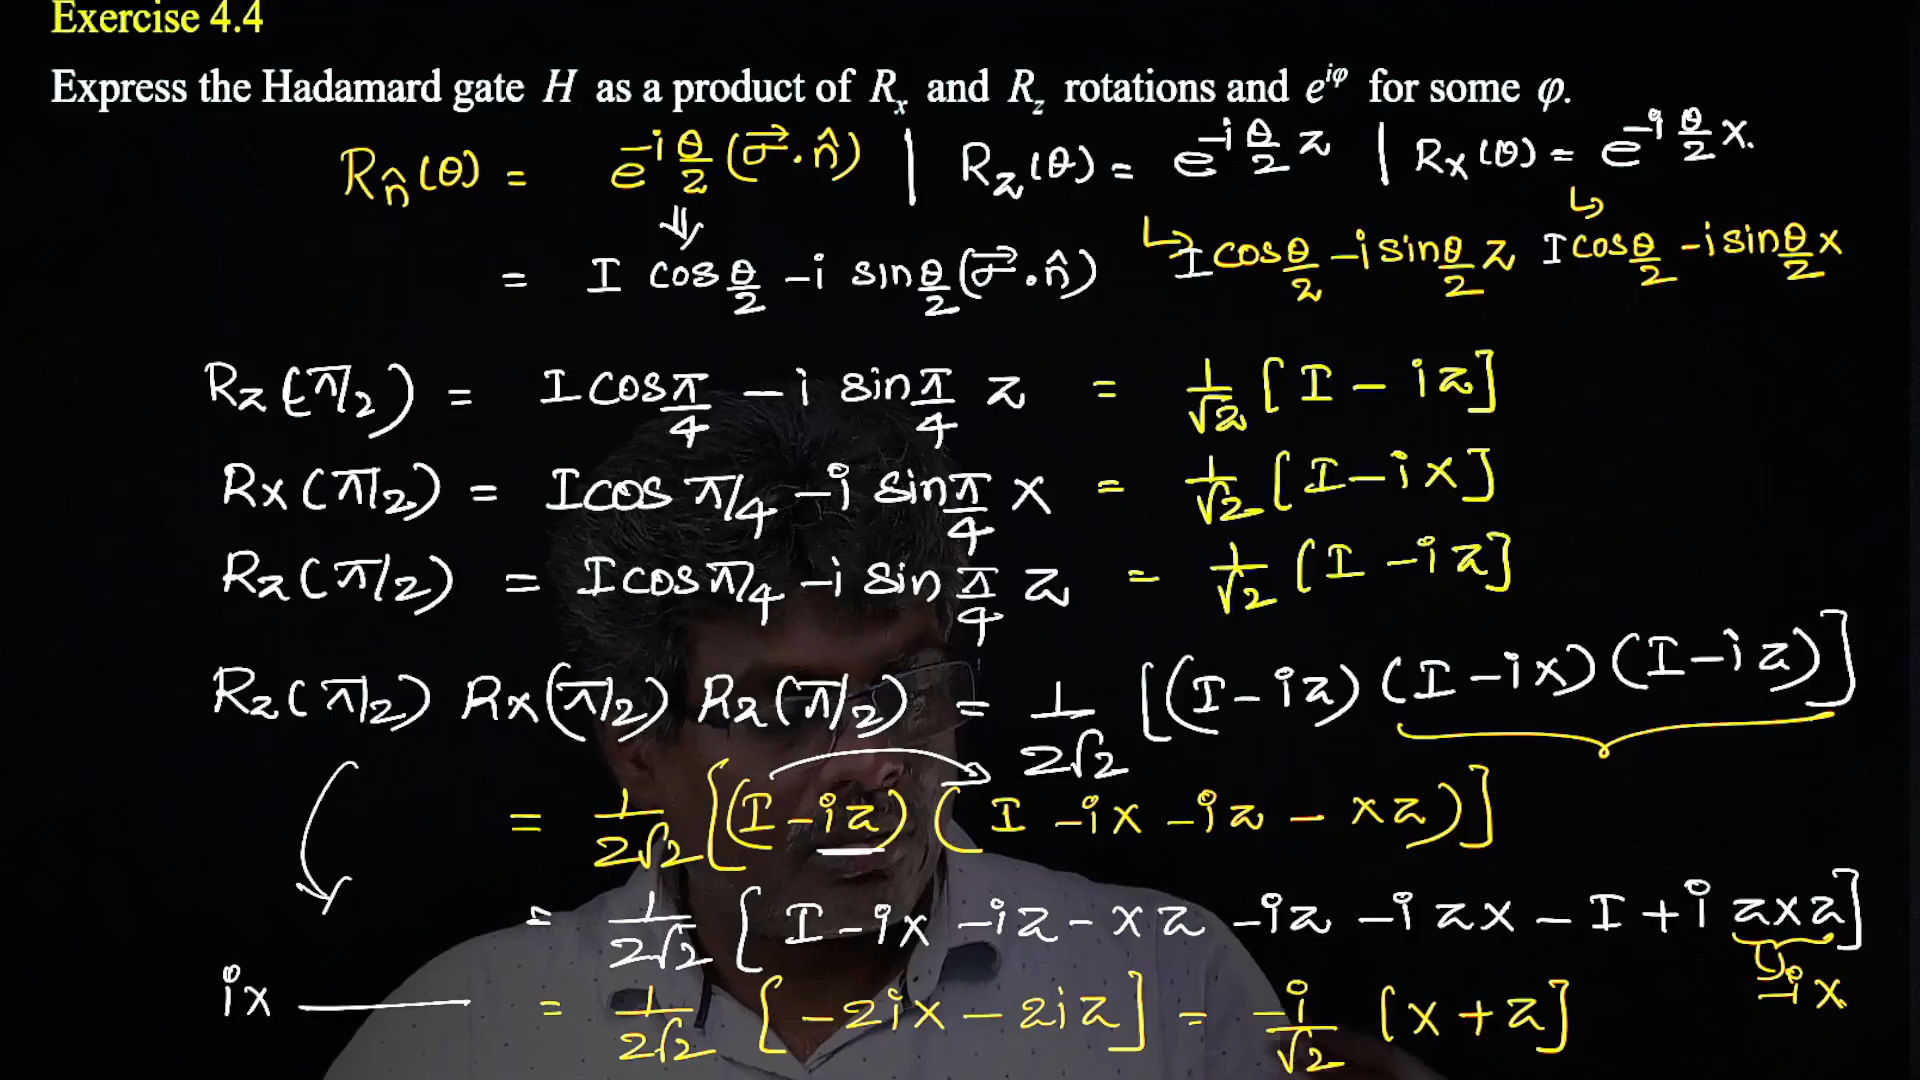 Exercise 4.4
Express the Hadamard gate H as a product of Rₓ and R_z rotations and e^{iφ} for some φ.
R_n̂(θ) = e^{-i θ/2 (σ⃗.n̂)} | R_z(θ) = e^{-i θ/2 z} | Rx(θ) = e^{-i θ/2 x}.
= I cos θ/2 - i sin θ/2 (σ⃗.n̂) ↳ I cos θ/2 - i sin θ/2 z ↳ I cos θ/2 - i sin θ/2 x
Rz(π/2) = I cos π/4 - i sin π/4 z = 1/√2 [I - iz]
Rx(π/2) = I cos π/4 - i sin π/4 x = 1/√2 [I - ix]
Rz(π/2) = I cos π/4 - i sin π/4 z = 1/√2 [I - iz]
Rz(π/2) Rx(π/2) Rz(π/2) = 1/2√2 [(I - iz)(I - ix)(I - iz)]
= 1/2√2 [(I - iz)(I - ix - iz - xz)]
= 1/2√2 [I - ix - iz - xz - iz - i zx - I + i zxz]
-ix
ix ——— = 1/2√2 [-2ix - 2iz] = -i/√2 [x + z]